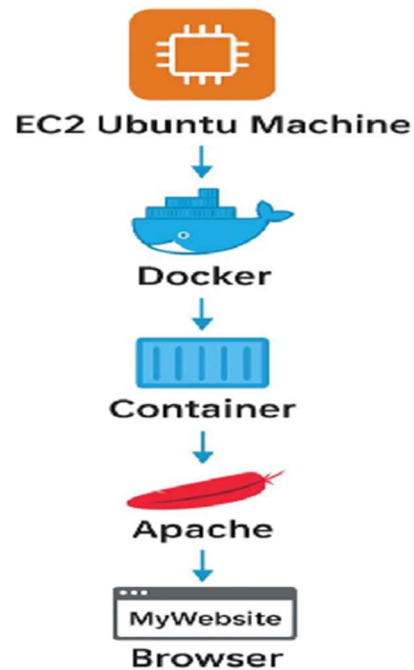 EC2 Ubuntu Machine
Docker
Container
Apache
MyWebsite
Browser